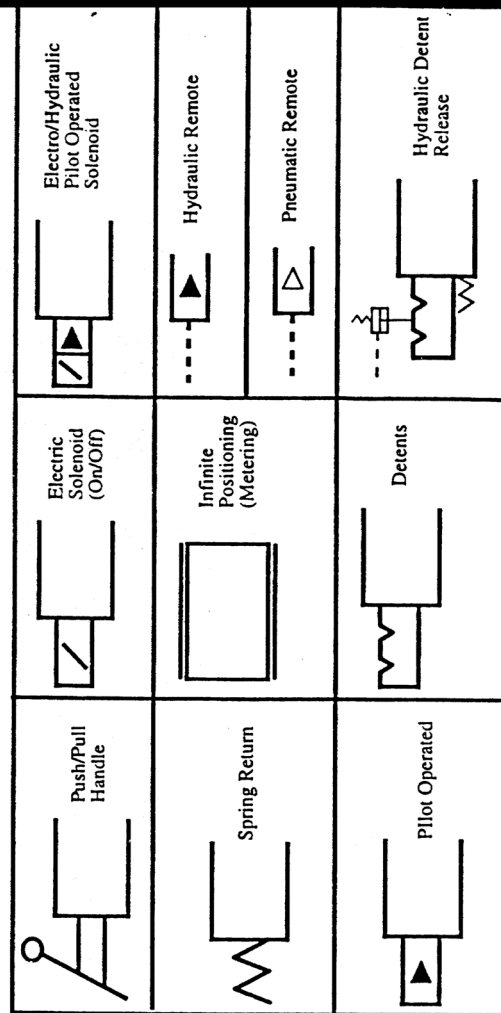 Push/Pull
Handle
Electric
Solenoid
(On/Off)
Electro/Hydraulic
Pilot Operated
Solenoid
Spring Return
Infinite
Positioning
(Metering)
Hydraulic Remote
Pneumatic Remote
PIlot Operated
Detents
Hydraulic Detent
Release